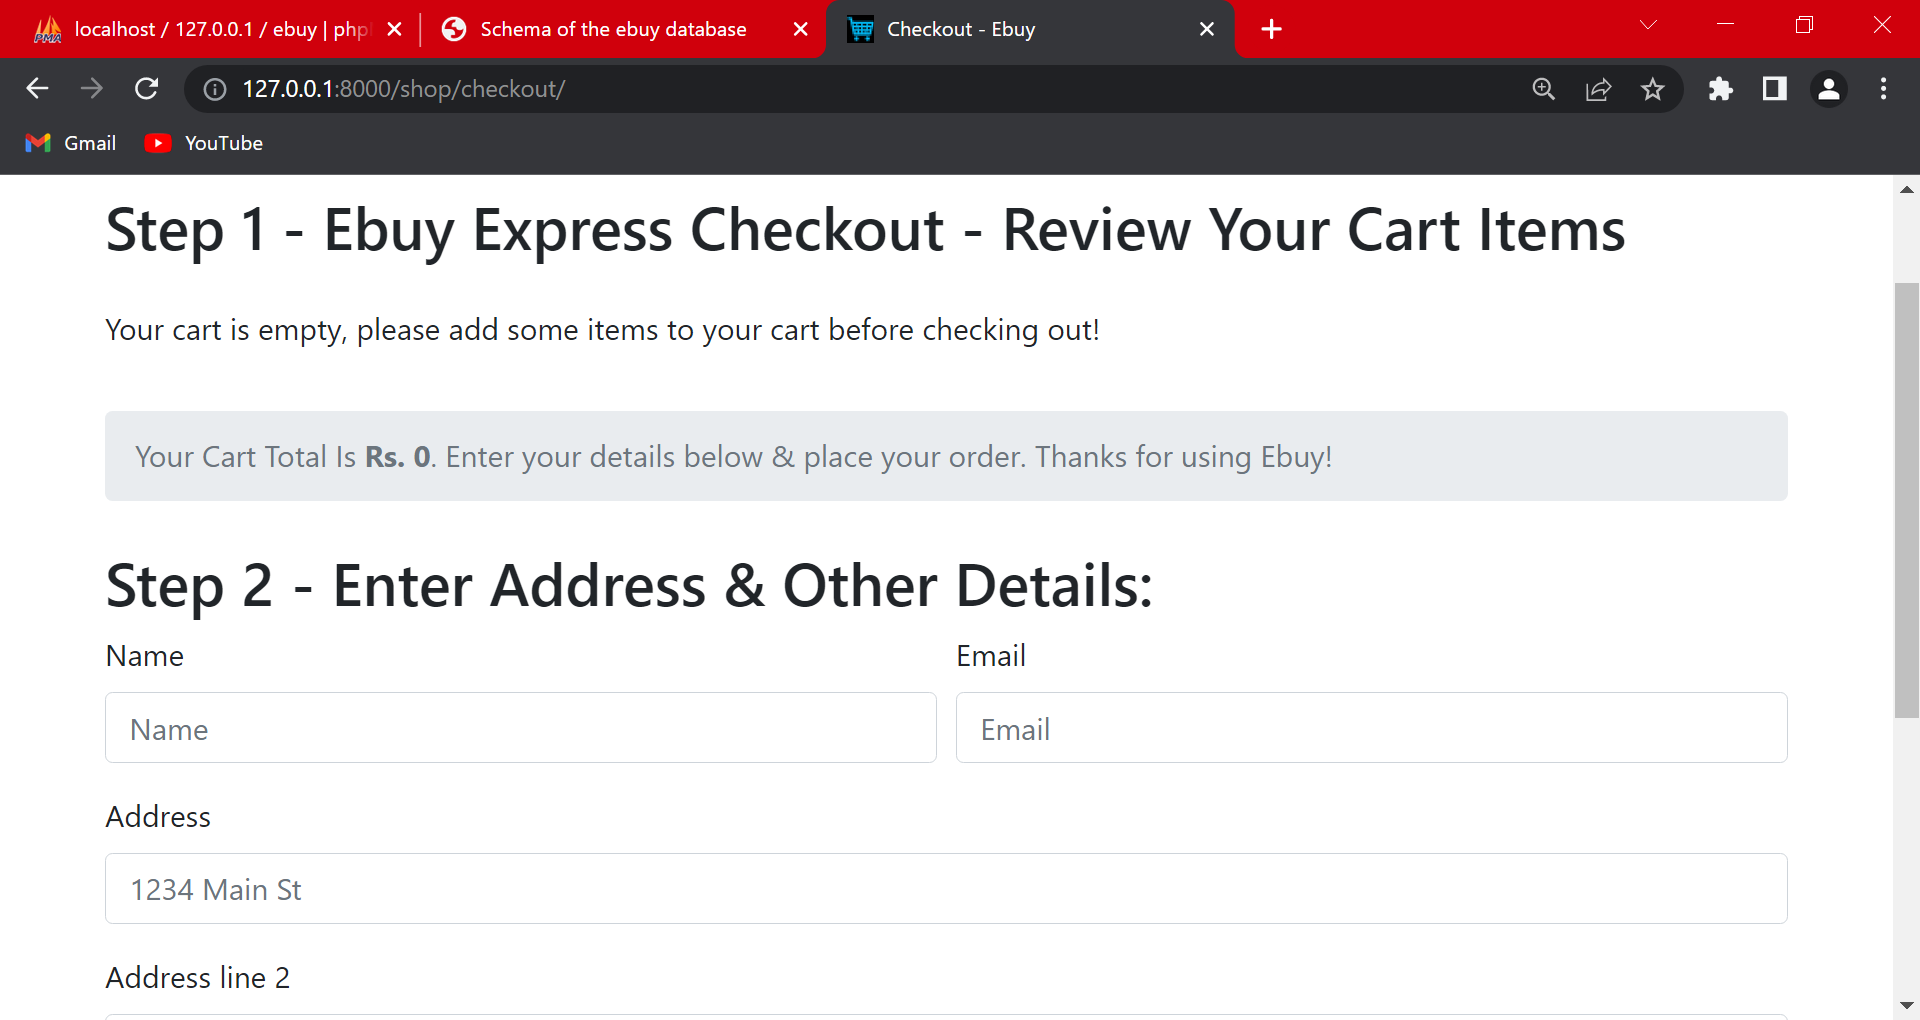 localhost / 127.0.0.1 / ebuy | php
Schema of the ebuy database
Checkout - Ebuy
127.0.0.1:8000/shop/checkout/
Gmail
YouTube
Step 1 - Ebuy Express Checkout - Review Your Cart Items
Your cart is empty, please add some items to your cart before checking out!
Your Cart Total Is Rs. 0. Enter your details below & place your order. Thanks for using Ebuy!
Step 2 - Enter Address & Other Details:
Name
Email
Name
Email
Address
1234 Main St
Address line 2